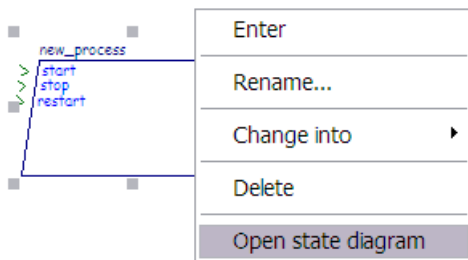 new_process
start
stop
restart
Enter
Rename...
Change into
Delete
Open state diagram